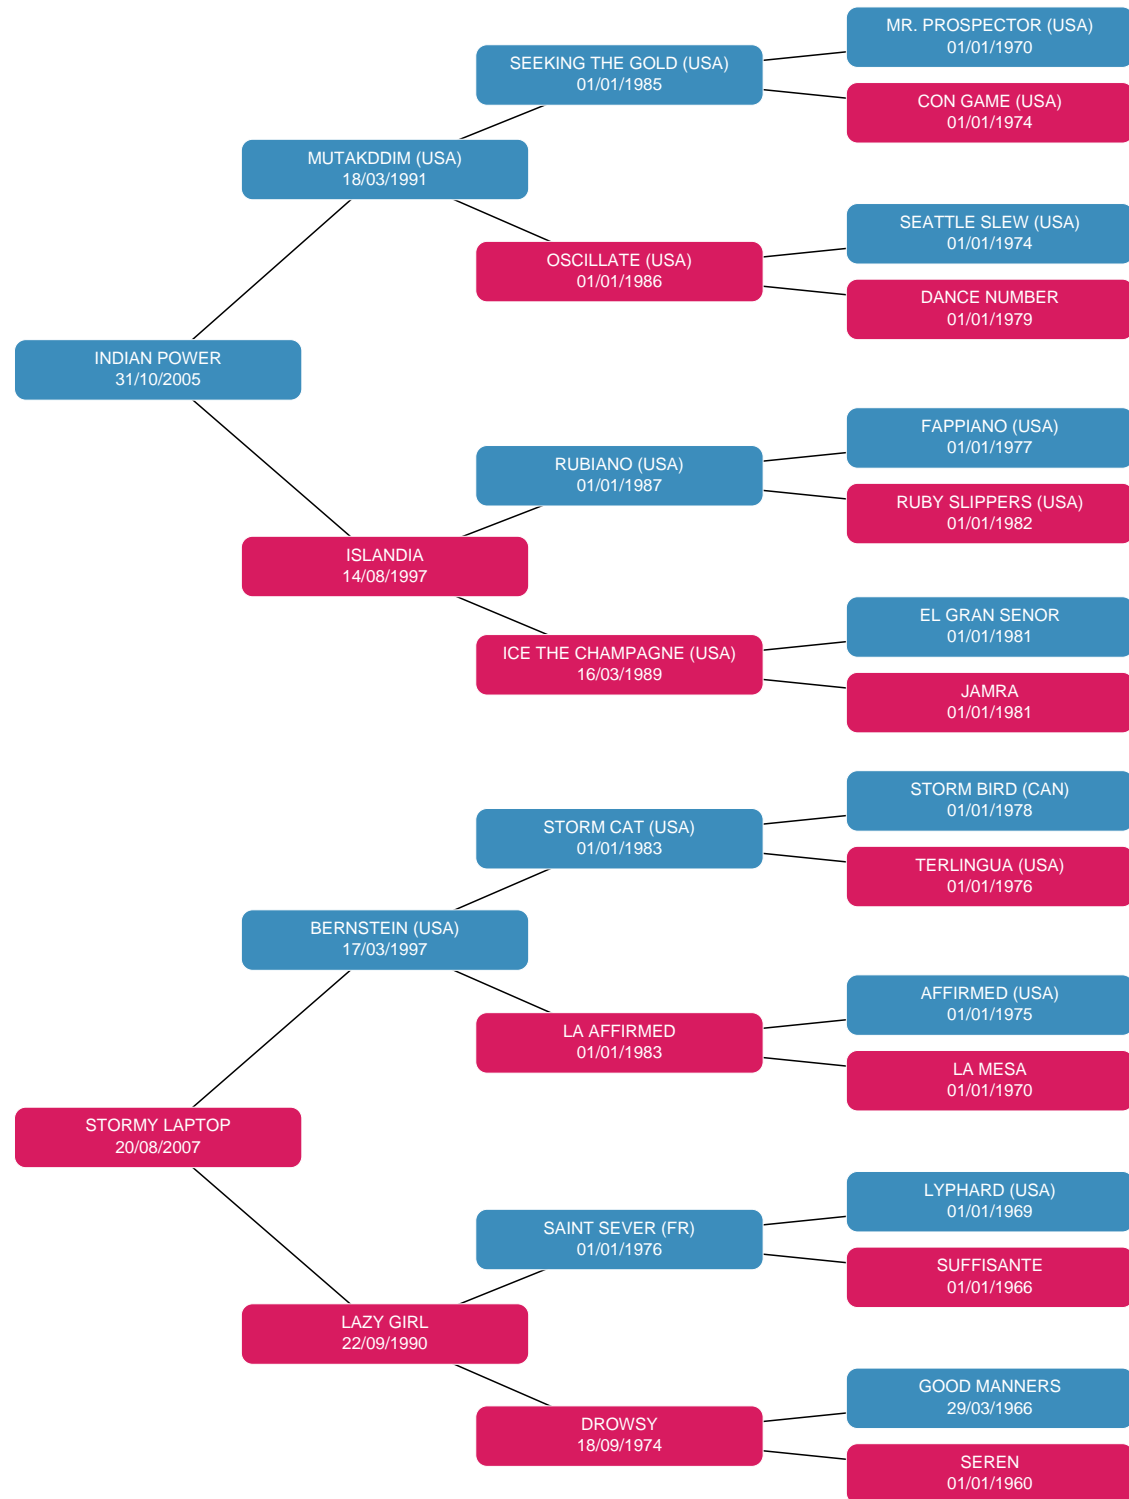 MR. PROSPECTOR (USA)
01/01/1970
SEEKING THE GOLD (USA)
01/01/1985
CON GAME (USA)
01/01/1974
MUTAKDDIM (USA)
18/03/1991
SEATTLE SLEW (USA)
01/01/1974
OSCILLATE (USA)
01/01/1986
DANCE NUMBER
01/01/1979
INDIAN POWER
31/10/2005
FAPPIANO (USA)
01/01/1977
RUBIANO (USA)
01/01/1987
RUBY SLIPPERS (USA)
01/01/1982
ISLANDIA
14/08/1997
EL GRAN SENOR
01/01/1981
ICE THE CHAMPAGNE (USA)
16/03/1989
JAMRA
01/01/1981
STORM BIRD (CAN)
01/01/1978
STORM CAT (USA)
01/01/1983
TERLINGUA (USA)
01/01/1976
BERNSTEIN (USA)
17/03/1997
AFFIRMED (USA)
01/01/1975
LA AFFIRMED
01/01/1983
LA MESA
01/01/1970
STORMY LAPTOP
20/08/2007
LYPHARD (USA)
01/01/1969
SAINT SEVER (FR)
01/01/1976
SUFFISANTE
01/01/1966
LAZY GIRL
22/09/1990
GOOD MANNERS
29/03/1966
DROWSY
18/09/1974
SEREN
01/01/1960